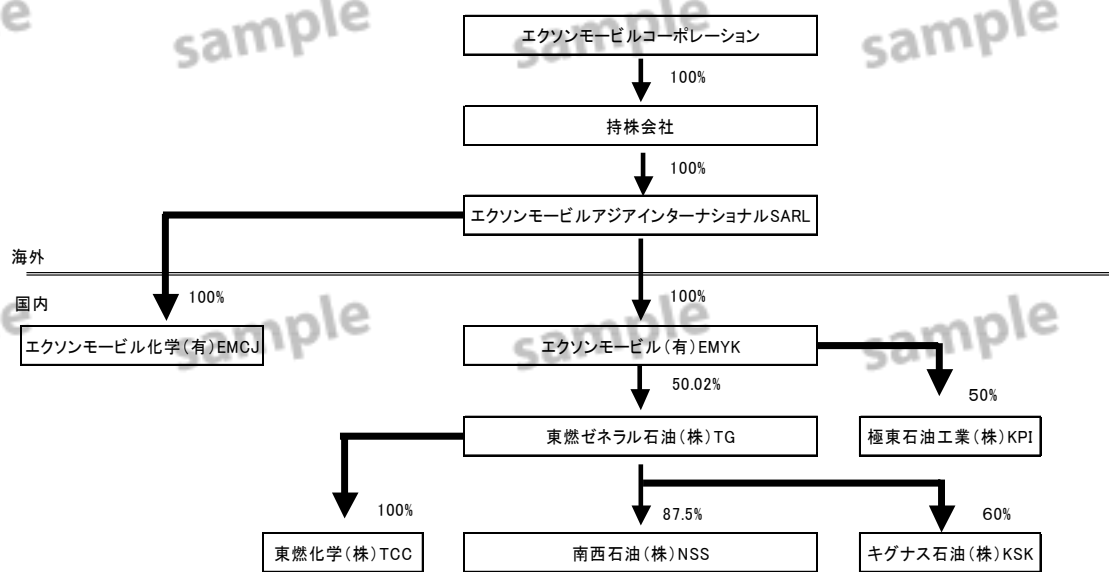 エクソンモービルコーポレーション
100%
持株会社
100%
エクソンモービルアジアインターナショナルSARL
海外
国内
100%
100%
エクソンモービル化学(有)EMCJ
エクソンモービル(有)EMYK
50.02%
50%
東燃ゼネラル石油(株)TG
極東石油工業(株)KPI
100%
87.5%
60%
東燃化学(株)TCC
南西石油(株)NSS
キグナス石油(株)KSK
sample
sample
sample
sample
sample
sample